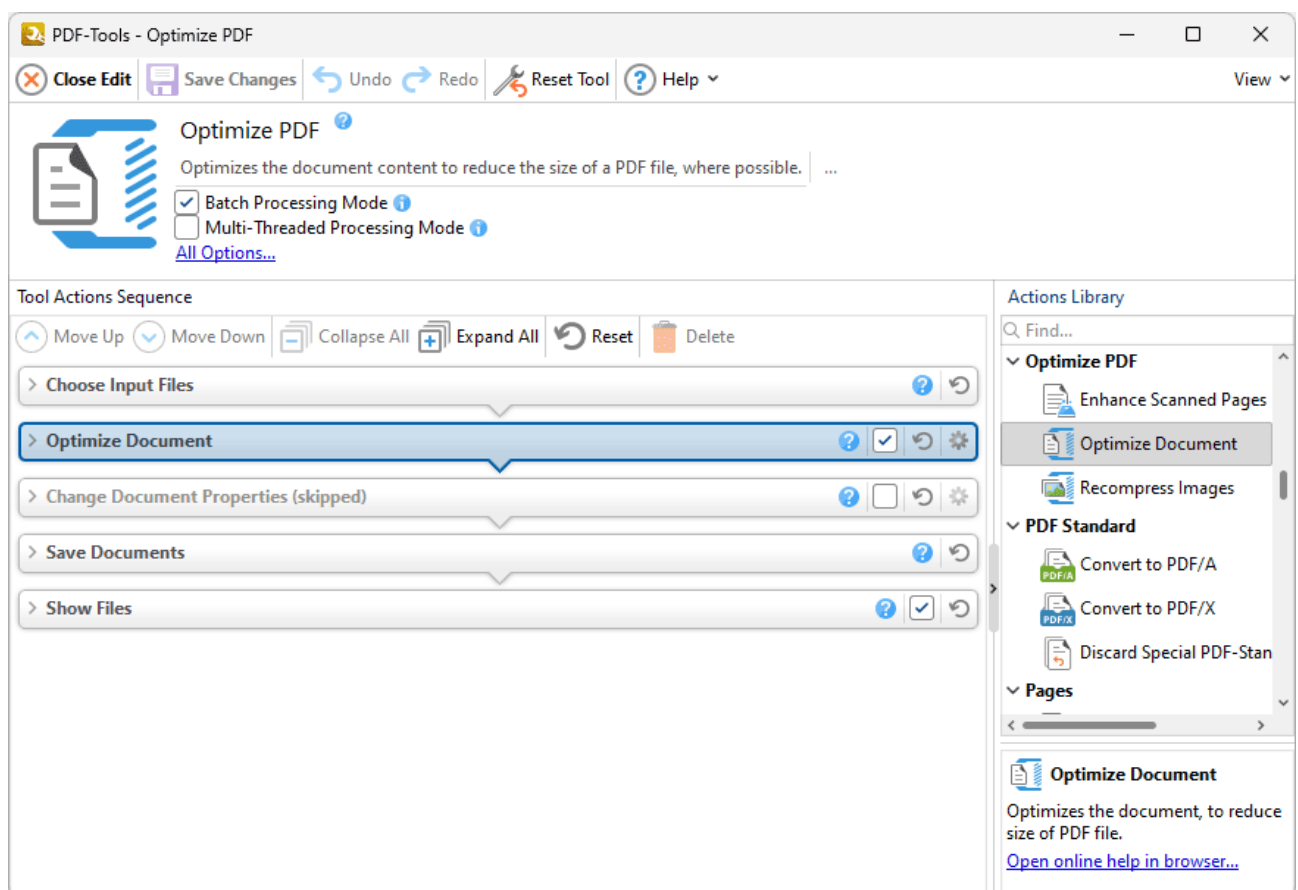 PDF-Tools - Optimize PDF
Close Edit Save Changes Undo Redo Reset Tool Help View
Optimize PDF
Optimizes the document content to reduce the size of a PDF file, where possible. ...
Batch Processing Mode
Multi-Threaded Processing Mode
All Options...
Tool Actions Sequence
Move Up Move Down Collapse All Expand All Reset Delete
Choose Input Files
Optimize Document
Change Document Properties (skipped)
Save Documents
Show Files
Actions Library
Find...
Optimize PDF
Enhance Scanned Pages
Optimize Document
Recompress Images
PDF Standard
PDF/A Convert to PDF/A
PDF/X Convert to PDF/X
Discard Special PDF-Stan
Pages
Optimize Document
Optimizes the document, to reduce
size of PDF file.
Open online help in browser...